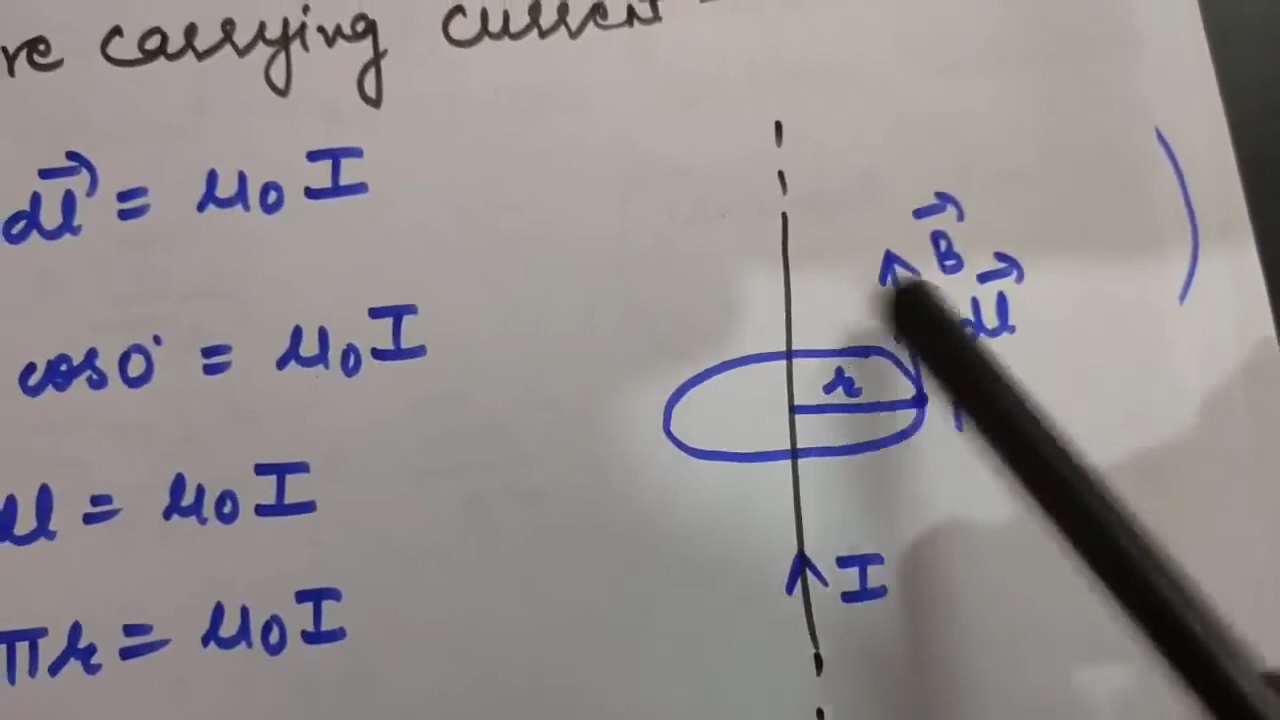 re carrying current
dl⃗ = μ₀I
B⃗
dl⃗
cos0° = μ₀I
r
dl = μ₀I
I
πr = μ₀I